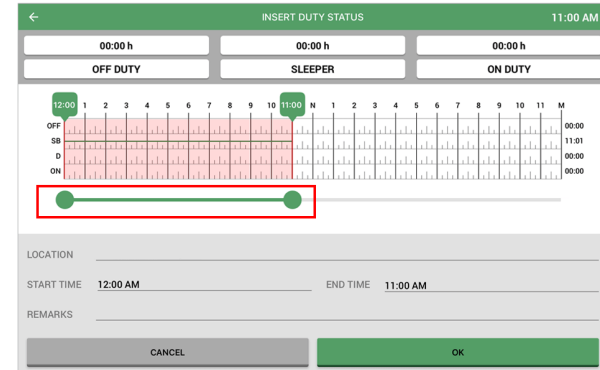 INSERT DUTY STATUS 11:00 AM
00:00 h 00:00 h 00:00 h
OFF DUTY SLEEPER ON DUTY
12:00 1 2 3 4 5 6 7 8 9 10 11:00 N 1 2 3 4 5 6 7 8 9 10 11 M
OFF 00:00
SB 11:01
D 00:00
ON 00:00
LOCATION
START TIME 12:00 AM END TIME 11:00 AM
REMARKS
CANCEL OK